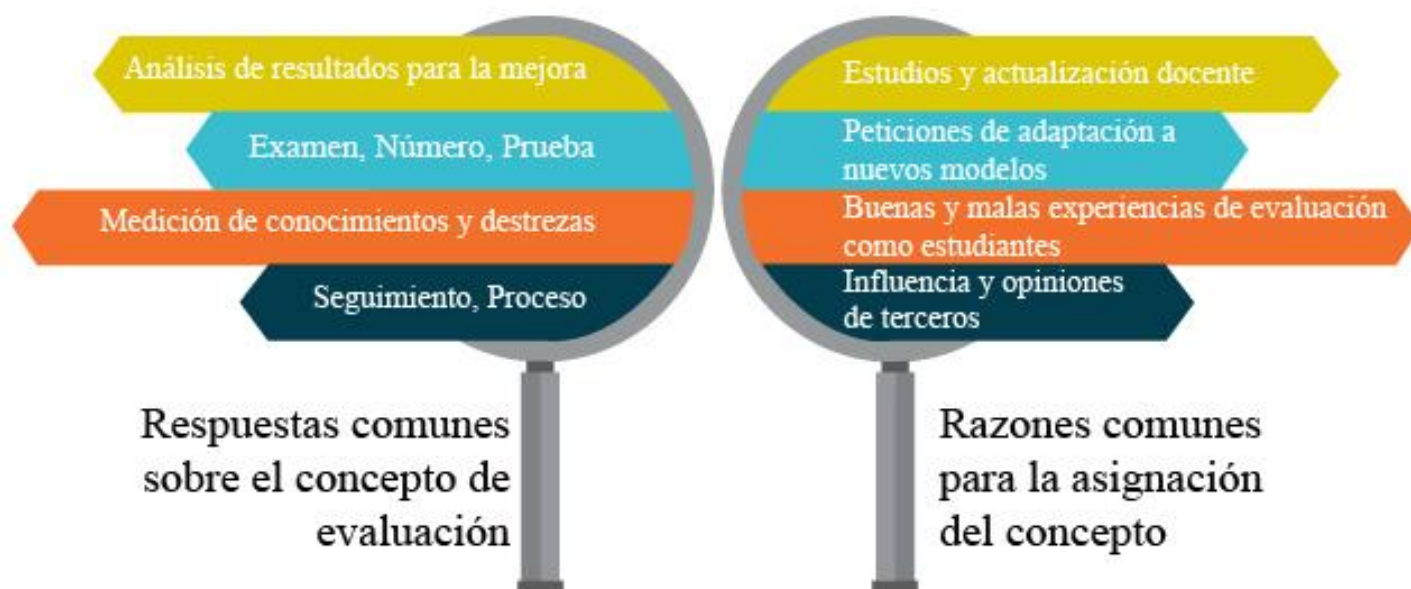 Análisis de resultados para la mejora
Examen, Número, Prueba
Medición de conocimientos y destrezas
Seguimiento, Proceso
Respuestas comunes
sobre el concepto de
evaluación
Estudios y actualización docente
Peticiones de adaptación a
nuevos modelos
Buenas y malas experiencias de evaluación
como estudiantes
Influencia y opiniones
de terceros
Razones comunes
para la asignación
del concepto